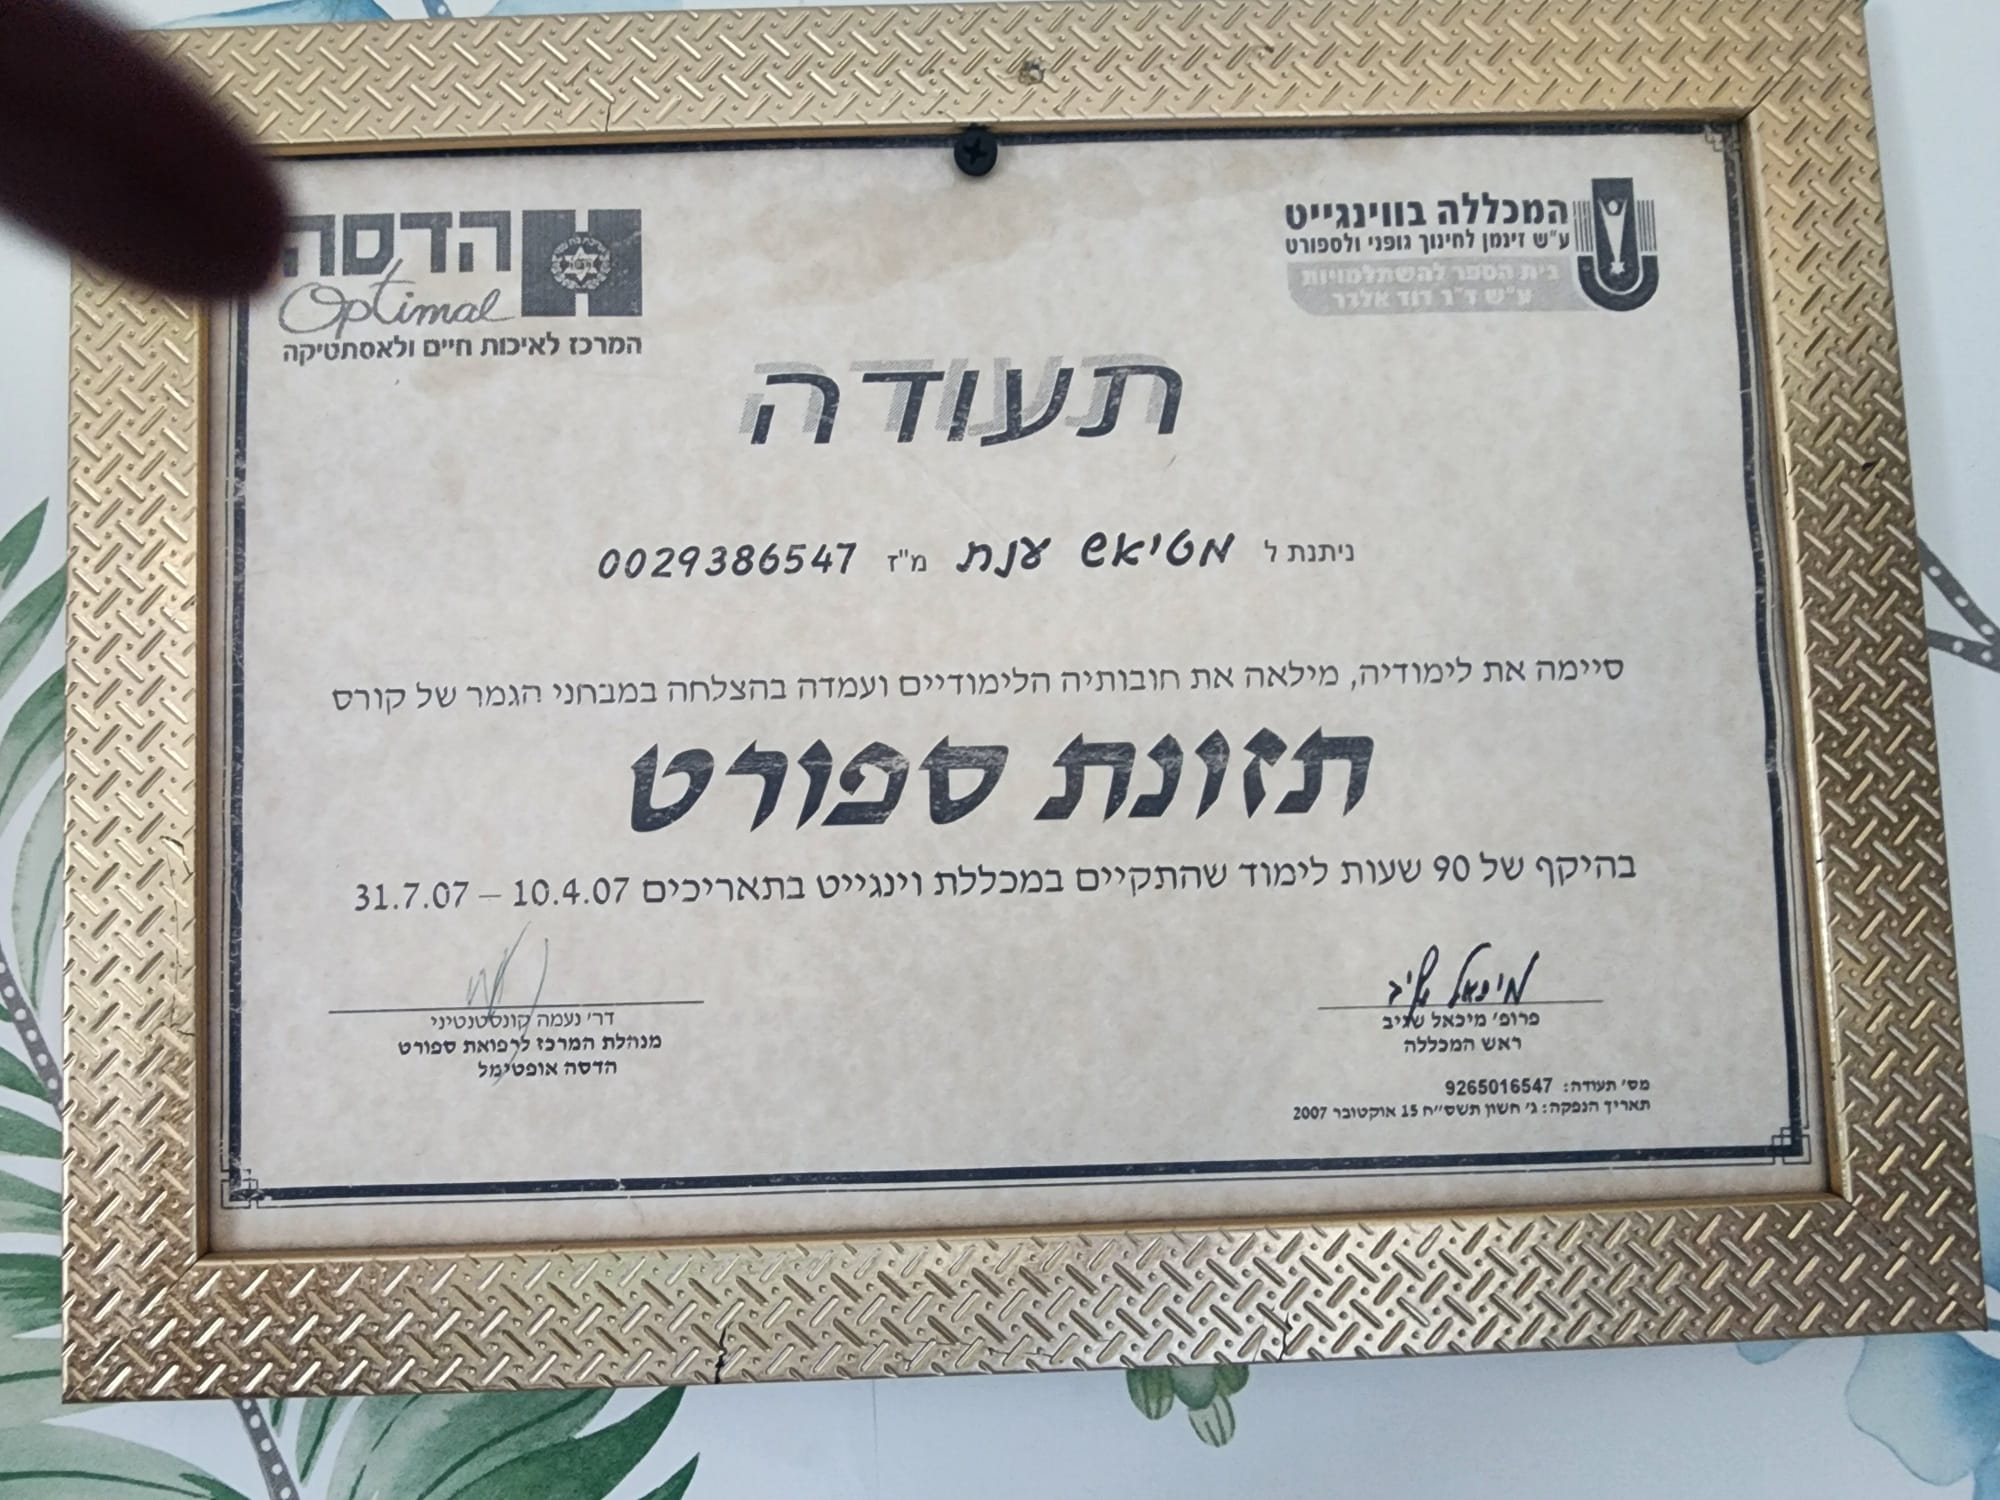 המכללה בווינגייט
ע"ש זינמן לחינוך גופני ולספורט
בית הספר להשתלמויות
ע"ש ד"ר דוד אלדר
הדסה
Optimal
המרכז לאיכות חיים ולאסתטיקה
תעודה
ניתנת ל מטיאש ענת מ"ז 0029386547
סיימה את לימודיה, מילאה את חובותיה הלימודיים ועמדה בהצלחה במבחני הגמר של קורס
תזונת ספורט
בהיקף של 90 שעות לימוד שהתקיים במכללת וינגייט בתאריכים 10.4.07 – 31.7.07
מיכאל שגיב
פרופ' מיכאל שגיב
ראש המכללה
דר' נעמה קונסטנטיני
מנהלת המרכז לרפואת ספורט
הדסה אופטימל
מס' תעודה: 9265016547
תאריך הנפקה: ג' חשון תשס"ח 15 אוקטובר 2007